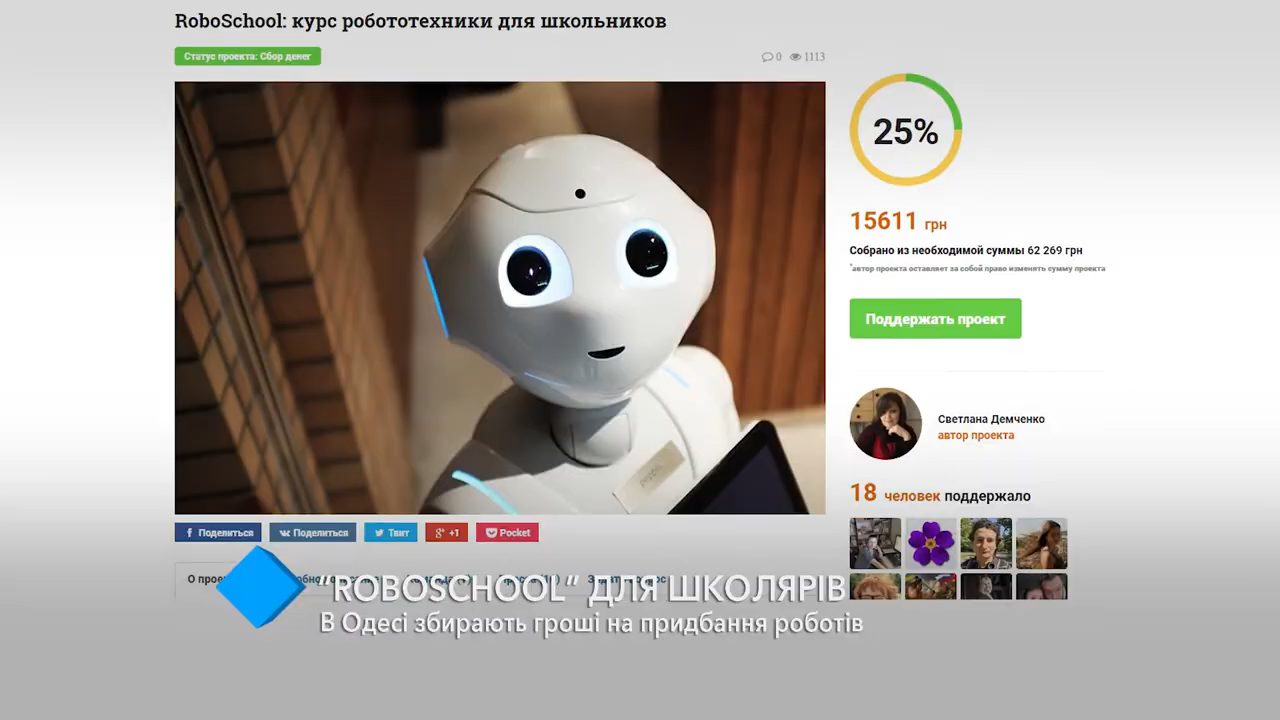 RoboSchool: курс робототехники для школьников
Статус проекта: Сбор денег
0 1113
25%
15611 грн
Собрано из необходимой суммы 62 269 грн
*автор проекта оставляет за собой право изменять сумму проекта
Поддержать проект
Светлана Демченко
автор проекта
18 человек поддержало
Поделиться Поделиться Твит +1 Pocket
О
"ROBOSCHOOL" ДЛЯ ШКОЛЯРІВ
В Одесі збирають гроші на придбання роботів